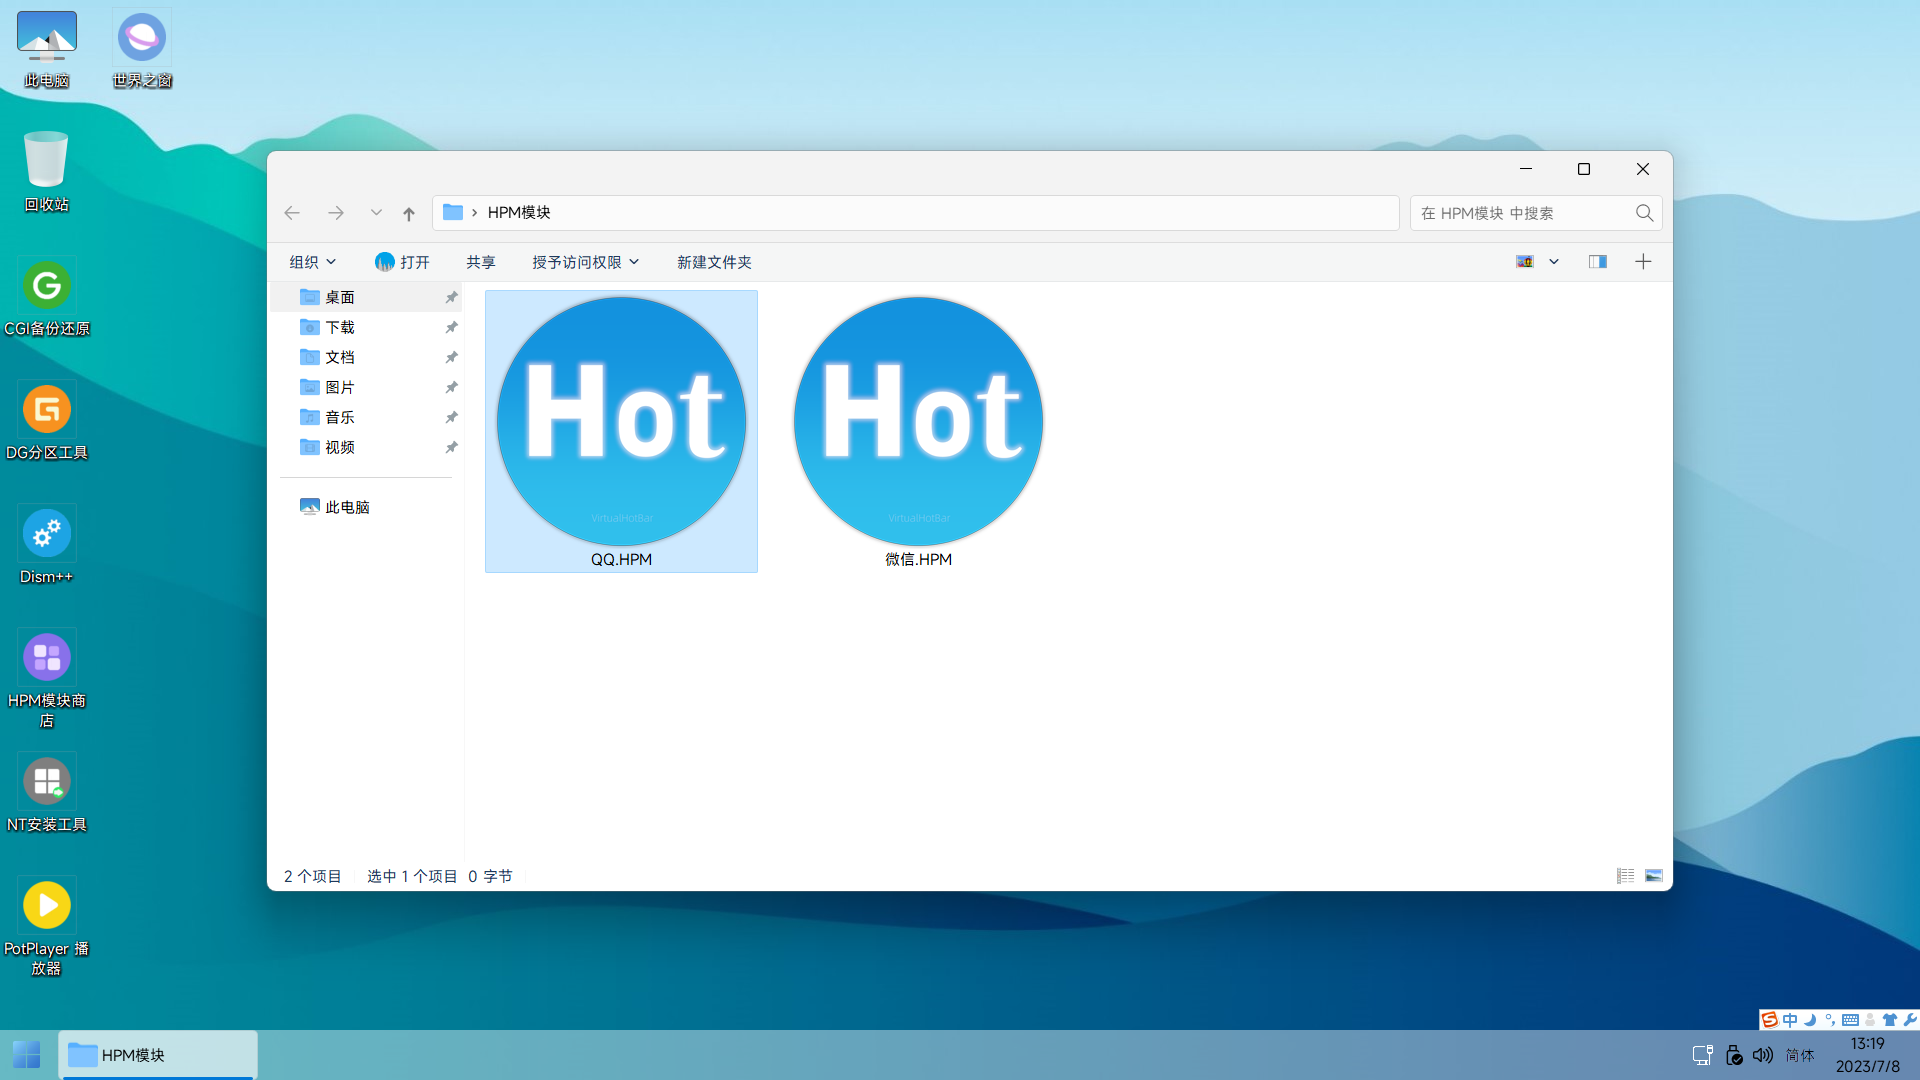 此电脑
世界之窗
回收站
CGI备份还原
DG分区工具
Dism++
HPM模块商
店
NT安装工具
PotPlayer 播
放器
HPM模块
在 HPM模块 中搜索
组织
打开
共享
授予访问权限
新建文件夹
桌面
下载
文档
图片
音乐
视频
此电脑
Hot
VirtualHotBar
QQ.HPM
Hot
VirtualHotBar
微信.HPM
2 个项目
选中 1 个项目 0 字节
中
HPM模块
简体
13:19
2023/7/8